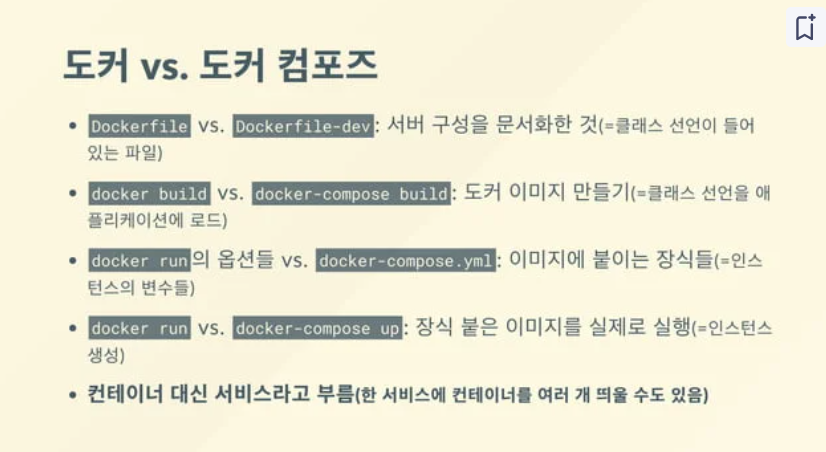 도커 vs. 도커 컴포즈
• Dockerfile vs. Dockerfile-dev: 서버 구성을 문서화한 것(=클래스 선언이 들어
있는 파일)
• docker build vs. docker-compose build: 도커 이미지 만들기(=클래스 선언을 애
플리케이션에 로드)
• docker run의 옵션들 vs. docker-compose.yml: 이미지에 붙이는 장식들(=인스
턴스의 변수들)
• docker run vs. docker-compose up: 장식 붙은 이미지를 실제로 실행(=인스턴스
생성)
• 컨테이너 대신 서비스라고 부름(한 서비스에 컨테이너를 여러 개 띄울 수도 있음)